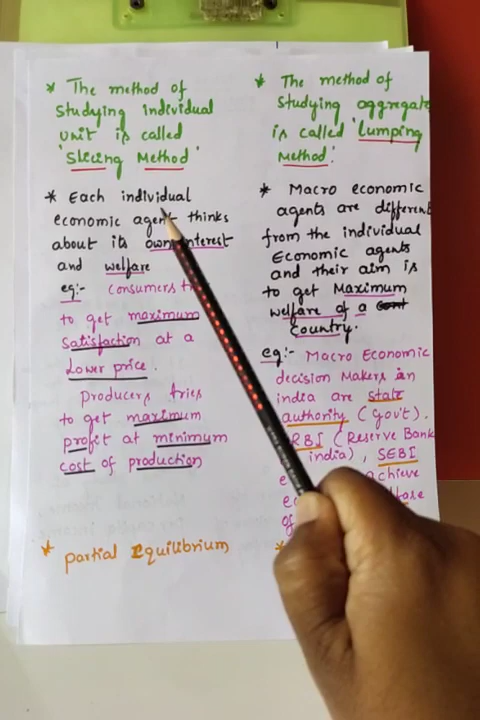 * The method of
studying individual
unit is called
'Slicing Method'
* Each individual
economic agent thinks
about its own interest
and welfare
eg:- Consumers
to get maximum
satisfaction at a
lower price.
Producers tries
to get maximum
profit at minimum
cost of production
* Partial Equilibrium
* The method of
studying aggregate
is called 'Lumping
Method'.
* Macro economic
agents are different
from the individual
Economic agents
and their aim is
to get Maximum
welfare of a
Country.
eg:- Macro Economic
decision Makers in
india are state
authority (Gov't).
RBI (Reserve Bank
india), SEBI
achieve
of
*